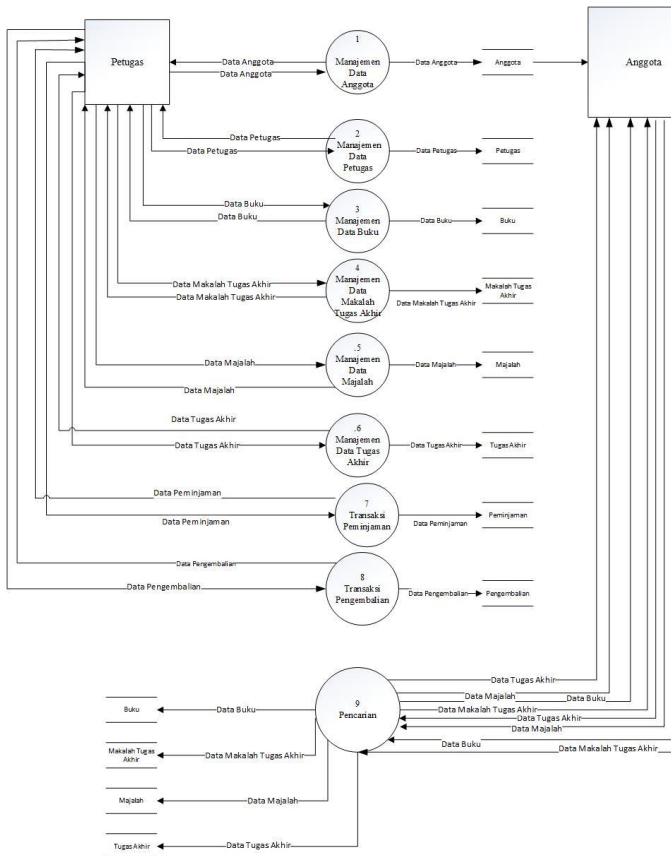 1
Petugas
Manajemen
Data
Anggota
Data Anggota
Data Anggota
Data Anggota
Anggota
Anggota
2
Manajemen
Data
Petugas
Data Petugas
Data Petugas
Data Petugas
Petugas
3
Manajemen
Data Buku
Data Buku
Data Buku
Data Buku
Buku
4
Manajemen
Data
Makalah
Tugas Akhir
Data Makalah Tugas Akhir
Data Makalah Tugas Akhir
Data Makalah Tugas Akhir
Makalah Tugas
Akhir
.5
Manajemen
Data
Majalah
Data Majalah
Data Majalah
Data Majalah
Majalah
.6
Manajemen
Data Tugas
Akhir
Data Tugas Akhir
Data Tugas Akhir
Data Tugas Akhir
Tugas Akhir
7
Transaksi
Peminjaman
Data Peminjaman
Data Peminjaman
Data Peminjaman
Peminjaman
8
Transaksi
Pengembalian
Data Pengembalian
Data Pengembalian
Data Pengembalian
Pengembalian
9
Pencarian
Data Tugas Akhir
Data Majalah
Data Buku
Data Makalah Tugas Akhir
Data Tugas Akhir
Data Majalah
Data Buku
Data Makalah Tugas Akhir
Buku
Data Buku
Makalah Tugas
Akhir
Data Makalah Tugas Akhir
Majalah
Data Majalah
Tugas Akhir
Data Tugas Akhir